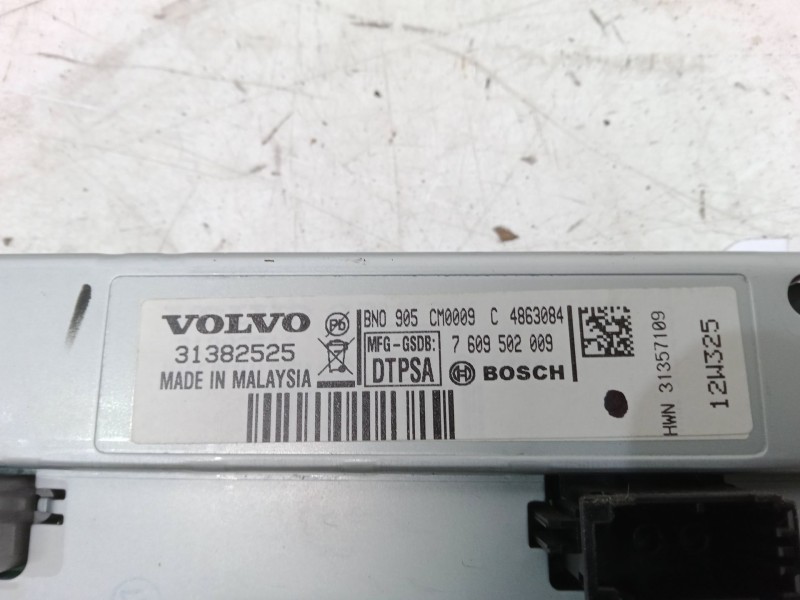 VOLVO
31382525
MADE IN MALAYSIA
Pb
BNO 905 CM0009 C 4863084
MFG-GSDB:
DTPSA
7 609 502 009
BOSCH
HWN 31357109
12W325